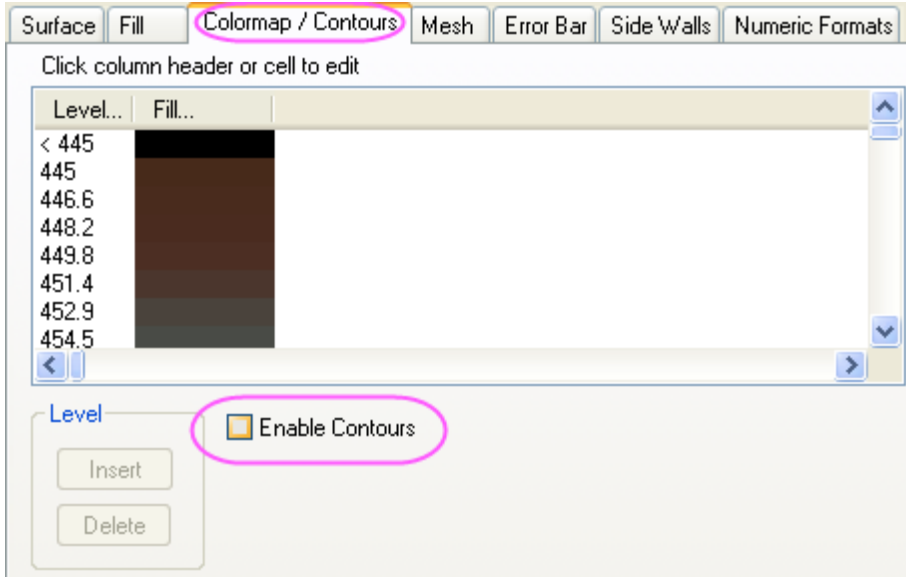 Surface Fill Colormap / Contours Mesh Error Bar Side Walls Numeric Formats
Click column header or cell to edit
Level... Fill...
< 445
445
446.6
448.2
449.8
451.4
452.9
454.5
Level
Enable Contours
Insert
Delete